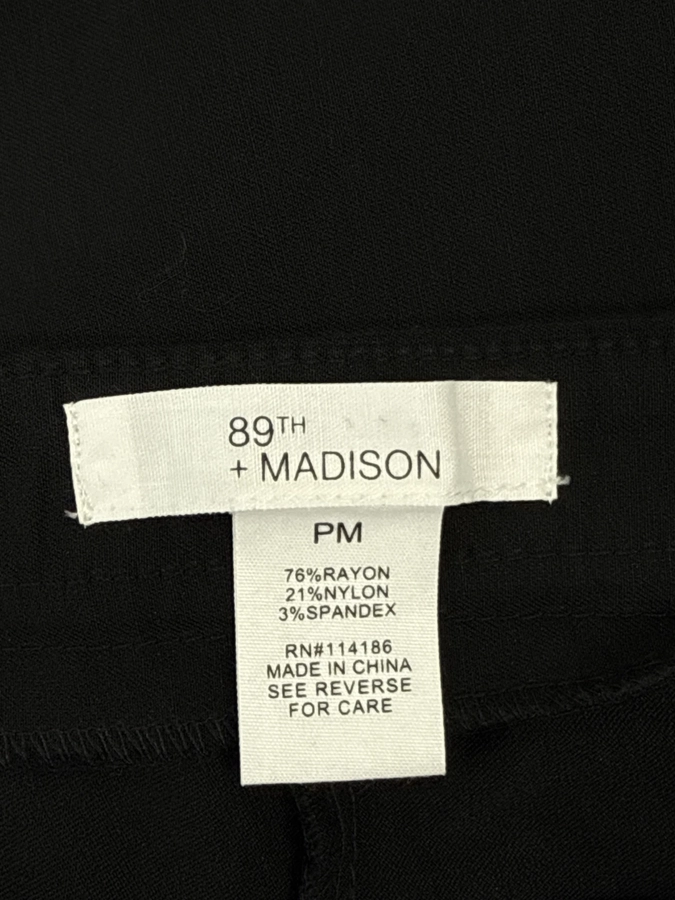 89TH
+ MADISON
PM
76%RAYON
21%NYLON
3%SPANDEX
RN#114186
MADE IN CHINA
SEE REVERSE
FOR CARE